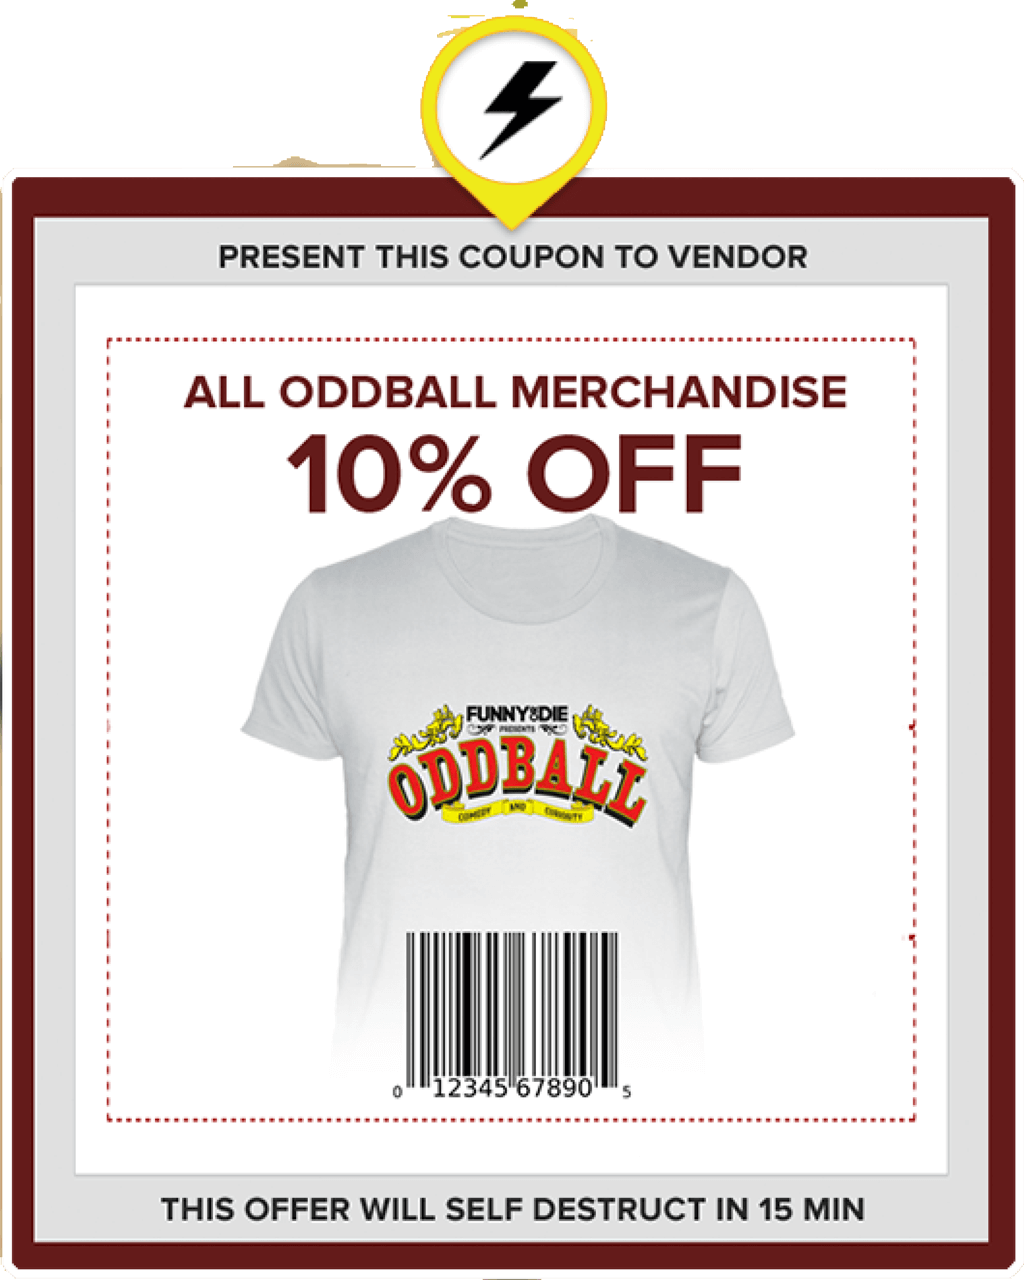 PRESENT THIS COUPON TO VENDOR
ALL ODDBALL MERCHANDISE
10% OFF
FUNNY OR DIE
PRESENTS
ODDBALL
COMEDY AND CURIOSITY
0 12345 67890 5
THIS OFFER WILL SELF DESTRUCT IN 15 MIN